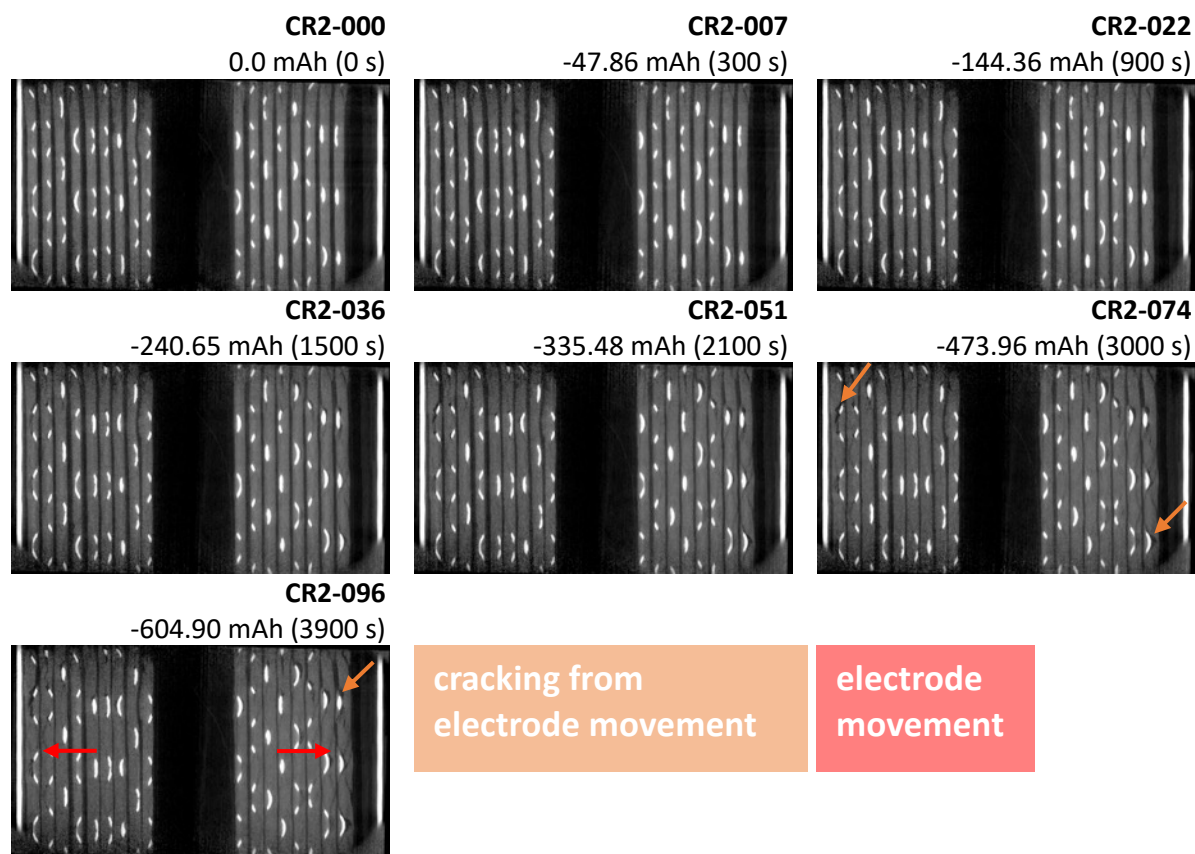 CR2-000
0.0 mAh (0 s)
CR2-007
-47.86 mAh (300 s)
CR2-022
-144.36 mAh (900 s)
CR2-036
-240.65 mAh (1500 s)
CR2-051
-335.48 mAh (2100 s)
CR2-074
-473.96 mAh (3000 s)
CR2-096
-604.90 mAh (3900 s)
cracking from
electrode movement
electrode
movement